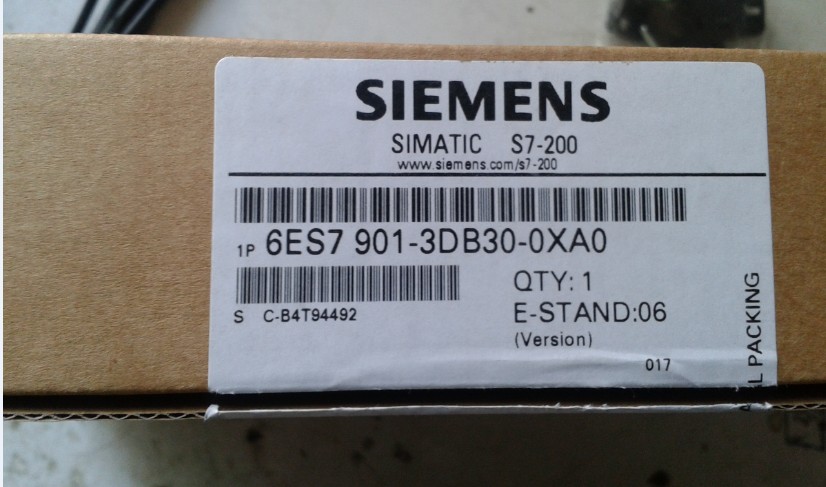 SIEMENS
SIMATIC S7-200
www.siemens.com/s7-200
1P 6ES7 901-3DB30-0XA0
S C-B4T94492
QTY: 1
E-STAND:06
(Version)
017
PACKING